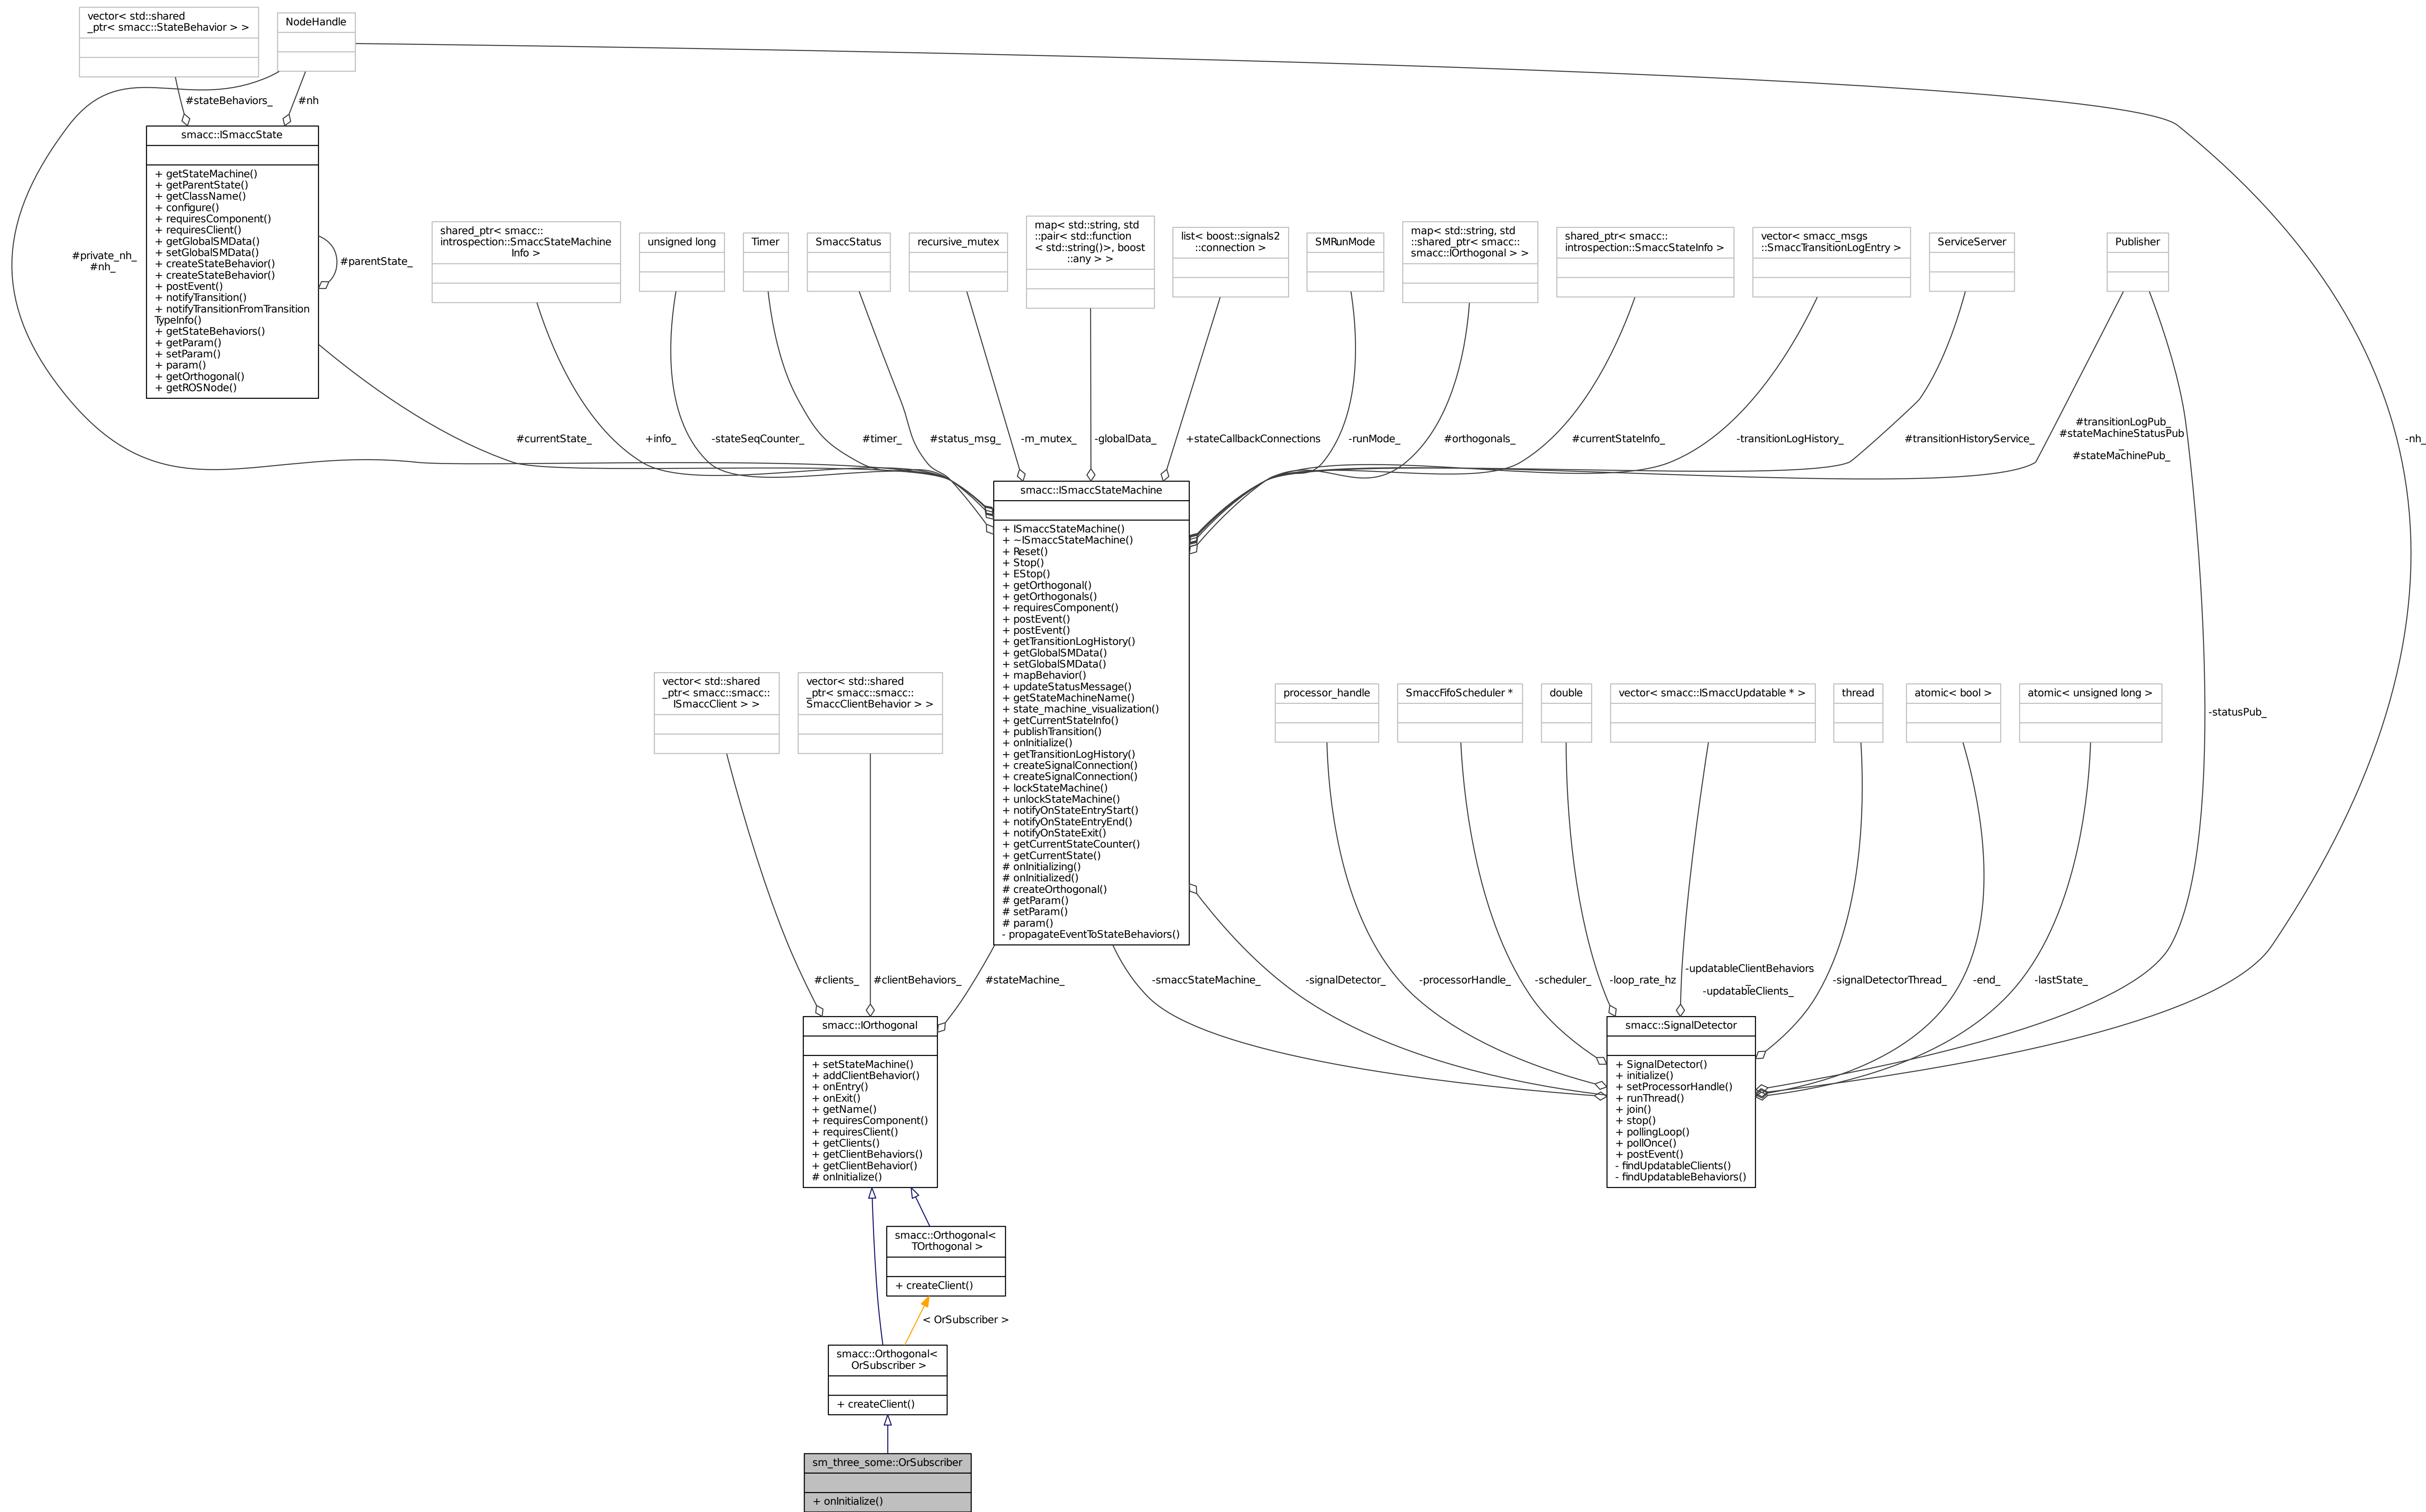 vector< std::shared
_ptr< smacc::StateBehavior > >
NodeHandle
#stateBehaviors_
#nh
smacc::ISmaccState
+ getStateMachine()
+ getParentState()
+ getClassName()
+ configure()
+ requiresComponent()
+ requiresClient()
+ getGlobalSMData()
+ setGlobalSMData()
+ createStateBehavior()
+ createStateBehavior()
+ postEvent()
+ notifyTransition()
+ notifyTransitionFromTransition
TypeInfo()
+ getStateBehaviors()
+ getParam()
+ setParam()
+ param()
+ getOrthogonal()
+ getROSNode()
#private_nh_
#nh_
#parentState_
shared_ptr< smacc::
introspection::SmaccStateMachine
Info >
unsigned long
Timer
SmaccStatus
recursive_mutex
map< std::string, std
::pair< std::function
< std::string()>, boost
::any > >
list< boost::signals2
::connection >
SMRunMode
map< std::string, std
::shared_ptr< smacc::
smacc::IOrthogonal > >
shared_ptr< smacc::
introspection::SmaccStateInfo >
vector< smacc_msgs
::SmaccTransitionLogEntry >
ServiceServer
Publisher
#currentState_
+info_
-stateSeqCounter_
#timer_
#status_msg_
-m_mutex_
-globalData_
+stateCallbackConnections
-runMode_
#orthogonals_
#currentStateInfo_
-transitionLogHistory_
#transitionHistoryService_
#transitionLogPub_
#stateMachineStatusPub
_
#stateMachinePub_
-nh_
smacc::ISmaccStateMachine
+ ISmaccStateMachine()
+ ~ISmaccStateMachine()
+ Reset()
+ Stop()
+ EStop()
+ getOrthogonal()
+ getOrthogonals()
+ requiresComponent()
+ postEvent()
+ postEvent()
+ getTransitionLogHistory()
+ getGlobalSMData()
+ setGlobalSMData()
+ mapBehavior()
+ updateStatusMessage()
+ getStateMachineName()
+ state_machine_visualization()
+ getCurrentStateInfo()
+ publishTransition()
+ onInitialize()
+ getTransitionLogHistory()
+ createSignalConnection()
+ createSignalConnection()
+ lockStateMachine()
+ unlockStateMachine()
+ notifyOnStateEntryStart()
+ notifyOnStateEntryEnd()
+ notifyOnStateExit()
+ getCurrentStateCounter()
+ getCurrentState()
# onInitializing()
# onInitialized()
# createOrthogonal()
# getParam()
# setParam()
# param()
- propagateEventToStateBehaviors()
vector< std::shared
_ptr< smacc::smacc::
ISmaccClient > >
vector< std::shared
_ptr< smacc::smacc::
SmaccClientBehavior > >
processor_handle
SmaccFifoScheduler *
double
vector< smacc::ISmaccUpdatable * >
thread
atomic< bool >
atomic< unsigned long >
-statusPub_
#clients_
#clientBehaviors_
#stateMachine_
-smaccStateMachine_
-signalDetector_
-processorHandle_
-scheduler_
-loop_rate_hz
-updatableClientBehaviors
_
-updatableClients_
-signalDetectorThread_
-end_
-lastState_
smacc::IOrthogonal
+ setStateMachine()
+ addClientBehavior()
+ onEntry()
+ onExit()
+ getName()
+ requiresComponent()
+ requiresClient()
+ getClients()
+ getClientBehaviors()
+ getClientBehavior()
# onInitialize()
smacc::SignalDetector
+ SignalDetector()
+ initialize()
+ setProcessorHandle()
+ runThread()
+ join()
+ stop()
+ pollingLoop()
+ pollOnce()
+ postEvent()
- findUpdatableClients()
- findUpdatableBehaviors()
smacc::Orthogonal<
TOrthogonal >
+ createClient()
< OrSubscriber >
smacc::Orthogonal<
OrSubscriber >
+ createClient()
sm_three_some::OrSubscriber
+ onInitialize()